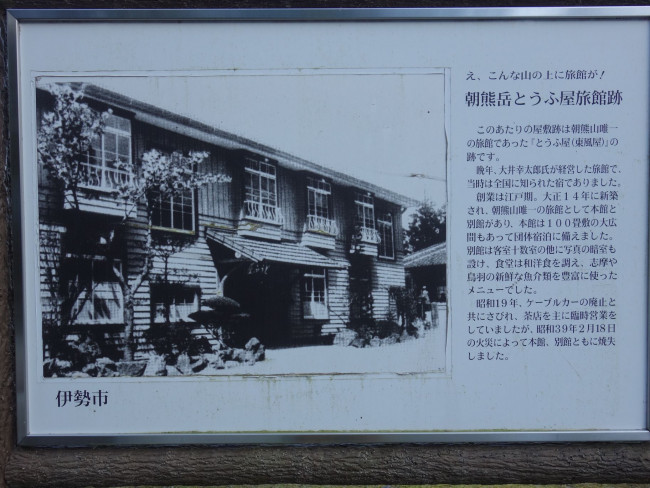 え、こんな山の上に旅館が!
朝熊岳とうふ屋旅館跡
このあたりの屋敷跡は朝熊山唯一
の旅館であった「とうふ屋(東風屋)」の
跡です。
晩年、大井幸太郎氏が経営した旅館で、
当時は全国に知られた宿でありました。
創業は江戸期。大正14年に新築
され、朝熊山唯一の旅館として本館と
別館があり、本館は100畳敷の大広
間もあって団体宿泊に備えました。
別館は客室十数室の他に写真の暗室も
設け、食堂は和洋食を調え、志摩や
鳥羽の新鮮な魚介類を豊富に使った
メニューでした。
昭和19年、ケーブルカーの廃止と
共にさびれ、茶店を主に臨時営業を
していましたが、昭和39年2月18日
の火災によって本館、別館ともに焼失
しました。
伊勢市